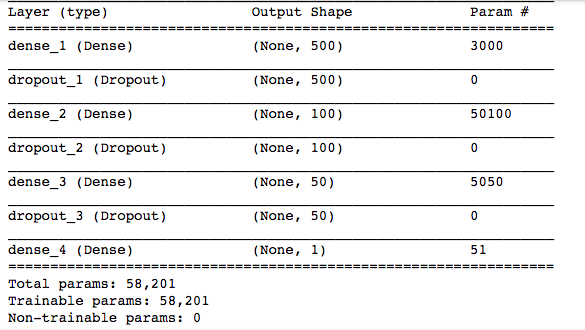 Layer (type) Output Shape Param #
dense_1 (Dense) (None, 500) 3000
dropout_1 (Dropout) (None, 500) 0
dense_2 (Dense) (None, 100) 50100
dropout_2 (Dropout) (None, 100) 0
dense_3 (Dense) (None, 50) 5050
dropout_3 (Dropout) (None, 50) 0
dense_4 (Dense) (None, 1) 51
Total params: 58,201
Trainable params: 58,201
Non-trainable params: 0